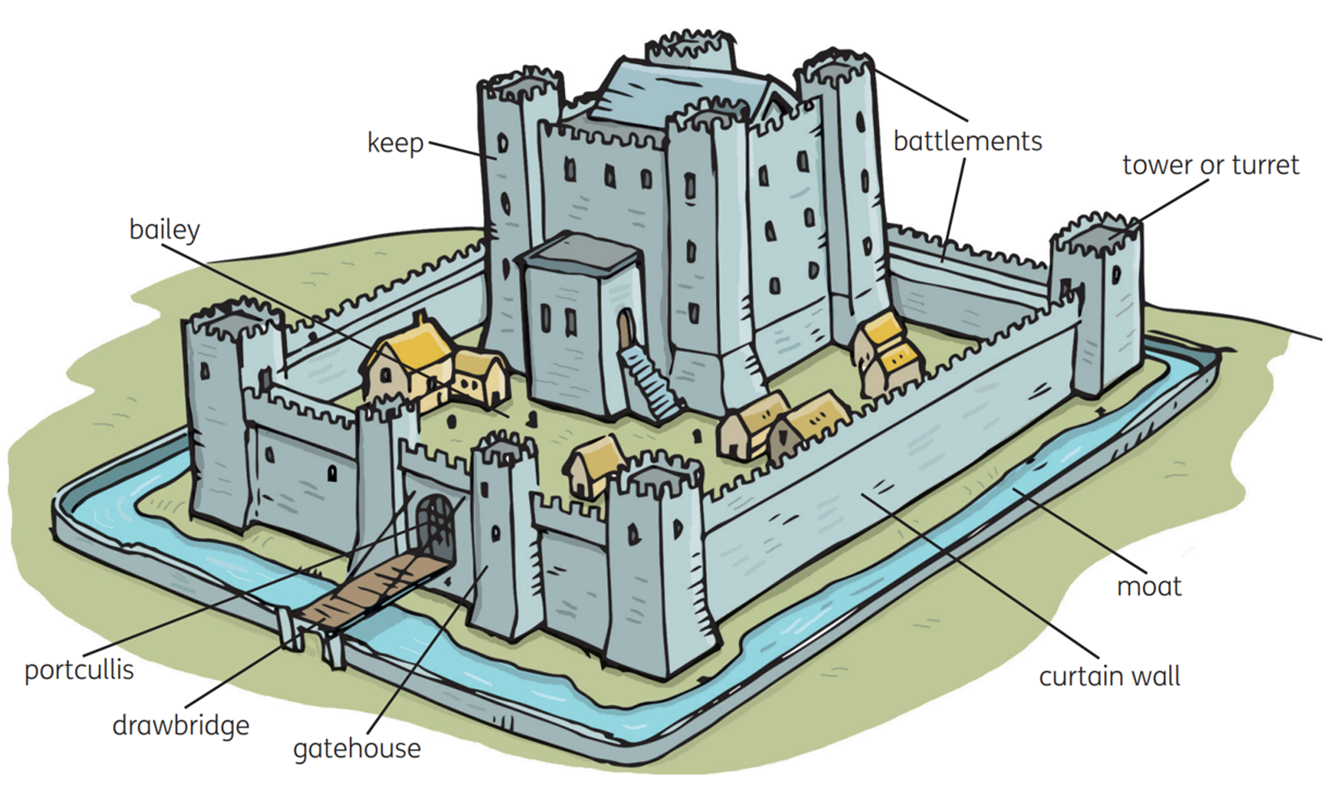 keep
battlements
tower or turret
bailey
moat
portcullis
curtain wall
drawbridge
gatehouse